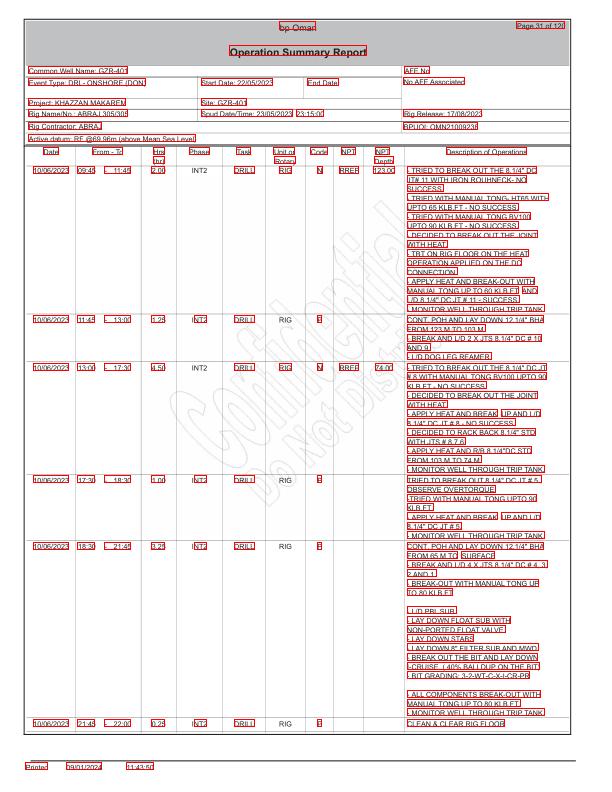 Page 31 of 120
bp Oman
Operation Summary Report
Common Well Name: GZR-401 AFE No
Event Type: DRL- ONSHORE (DON) Start Date: 22/05/2023 End Date No AFE Associated
Project: KHAZZAN MAKAREM Site: GZR-401
Rig Name/No.: ABRAJ 305/305 Spud Date/Time: 23/05/2023 23:15:00 Rig Release: 17/08/2023
Rig Contractor: ABRAJ BPUOI: OMN21009236
Active datum: RF @69.96m (above Mean Sea Level)
Date From - To Hrs (hr) Phase Task Unit or Rotary Code NPT NPT Depth Description of Operations
10/06/2023 09:45 - 11:45 2.00 INT2 DRILL RIG N RREP 123.00 - TRIED TO BREAK OUT THE 8.1/4" DC
JT# 11 WITH IRON ROUHNECK- NO
SUCCESS.
- TRIED WITH MANUAL TONG- HT65 WITH
UPTO 65 KLB.FT - NO SUCCESS.
- TRIED WITH MANUAL TONG BV100
UPTO 90 KLB.FT - NO SUCCESS.
- DECIDED TO BREAK OUT THE JOINT
WITH HEAT.
- TBT ON RIG FLOOR ON THE HEAT
OPERATION APPLIED ON THE DC
CONNECTION.
- APPLY HEAT AND BREAK-OUT WITH
MANUAL TONG UP TO 60 KLB.FT AND
L/D 8.1/4" DC JT # 11 - SUCCESS.
- MONITOR WELL THROUGH TRIP TANK.
10/06/2023 11:45 - 13:00 1.25 INT2 DRILL RIG P CONT. POH AND LAY DOWN 12.1/4" BHA
FROM 123 M TO 103 M.
- BREAK AND L/D 2 X JTS 8.1/4" DC # 10
AND 9.
- L/D DOG LEG REAMER.
10/06/2023 13:00 - 17:30 4.50 INT2 DRILL RIG N RREP 74.00 - TRIED TO BREAK OUT THE 8.1/4" DC JT
# 8 WITH MANUAL TONG BV100 UPTO 90
KLB.FT - NO SUCCESS.
- DECIDED TO BREAK OUT THE JOINT
WITH HEAT.
- APPLY HEAT AND BREAK UP AND L/D
8.1/4" DC JT # 8 - NO SUCCESS.
- DECIDED TO RACK BACK 8.1/4" STD
WITH JTS # 8,7,6.
- APPLY HEAT AND R/B 8.1/4"DC STD
FROM 103 M TO 74 M.
- MONITOR WELL THROUGH TRIP TANK.
10/06/2023 17:30 - 18:30 1.00 INT2 DRILL RIG P TRIED TO BREAK OUT 8.1/4" DC JT # 5,
OBSERVE OVERTORQUE.
-TRIED WITH MANUAL TONG UPTO 90
KLB.FT.
- APPLY HEAT AND BREAK UP AND L/D
8.1/4" DC JT # 5.
- MONITOR WELL THROUGH TRIP TANK.
10/06/2023 18:30 - 21:45 3.25 INT2 DRILL RIG P CONT. POH AND LAY DOWN 12.1/4" BHA
FROM 65 M TO SURFACE.
- BREAK AND L/D 4 X JTS 8.1/4" DC # 4, 3,
2 AND 1.
- BREAK-OUT WITH MANUAL TONG UP
TO 80 KLB.FT
- L/D PBL SUB.
- LAY DOWN FLOAT SUB WITH
NON-PORTED FLOAT VALVE.
- LAY DOWN STABS.
- LAY DOWN 8" FILTER SUB AND MWD.
- BREAK OUT THE BIT AND LAY DOWN
-CRUISE. ( 40% BALLDUP ON THE BIT)
- BIT GRADING: 3-2-WT-C-X-I-CR-PR
- ALL COMPONENTS BREAK-OUT WITH
MANUAL TONG UP TO 80 KLB.FT.
- MONITOR WELL THROUGH TRIP TANK.
10/06/2023 21:45 - 22:00 0.25 INT2 DRILL RIG P CLEAN & CLEAR RIG FLOOR
Confidential
Do Not Distribute
Printed 09/01/2024 11:43:50